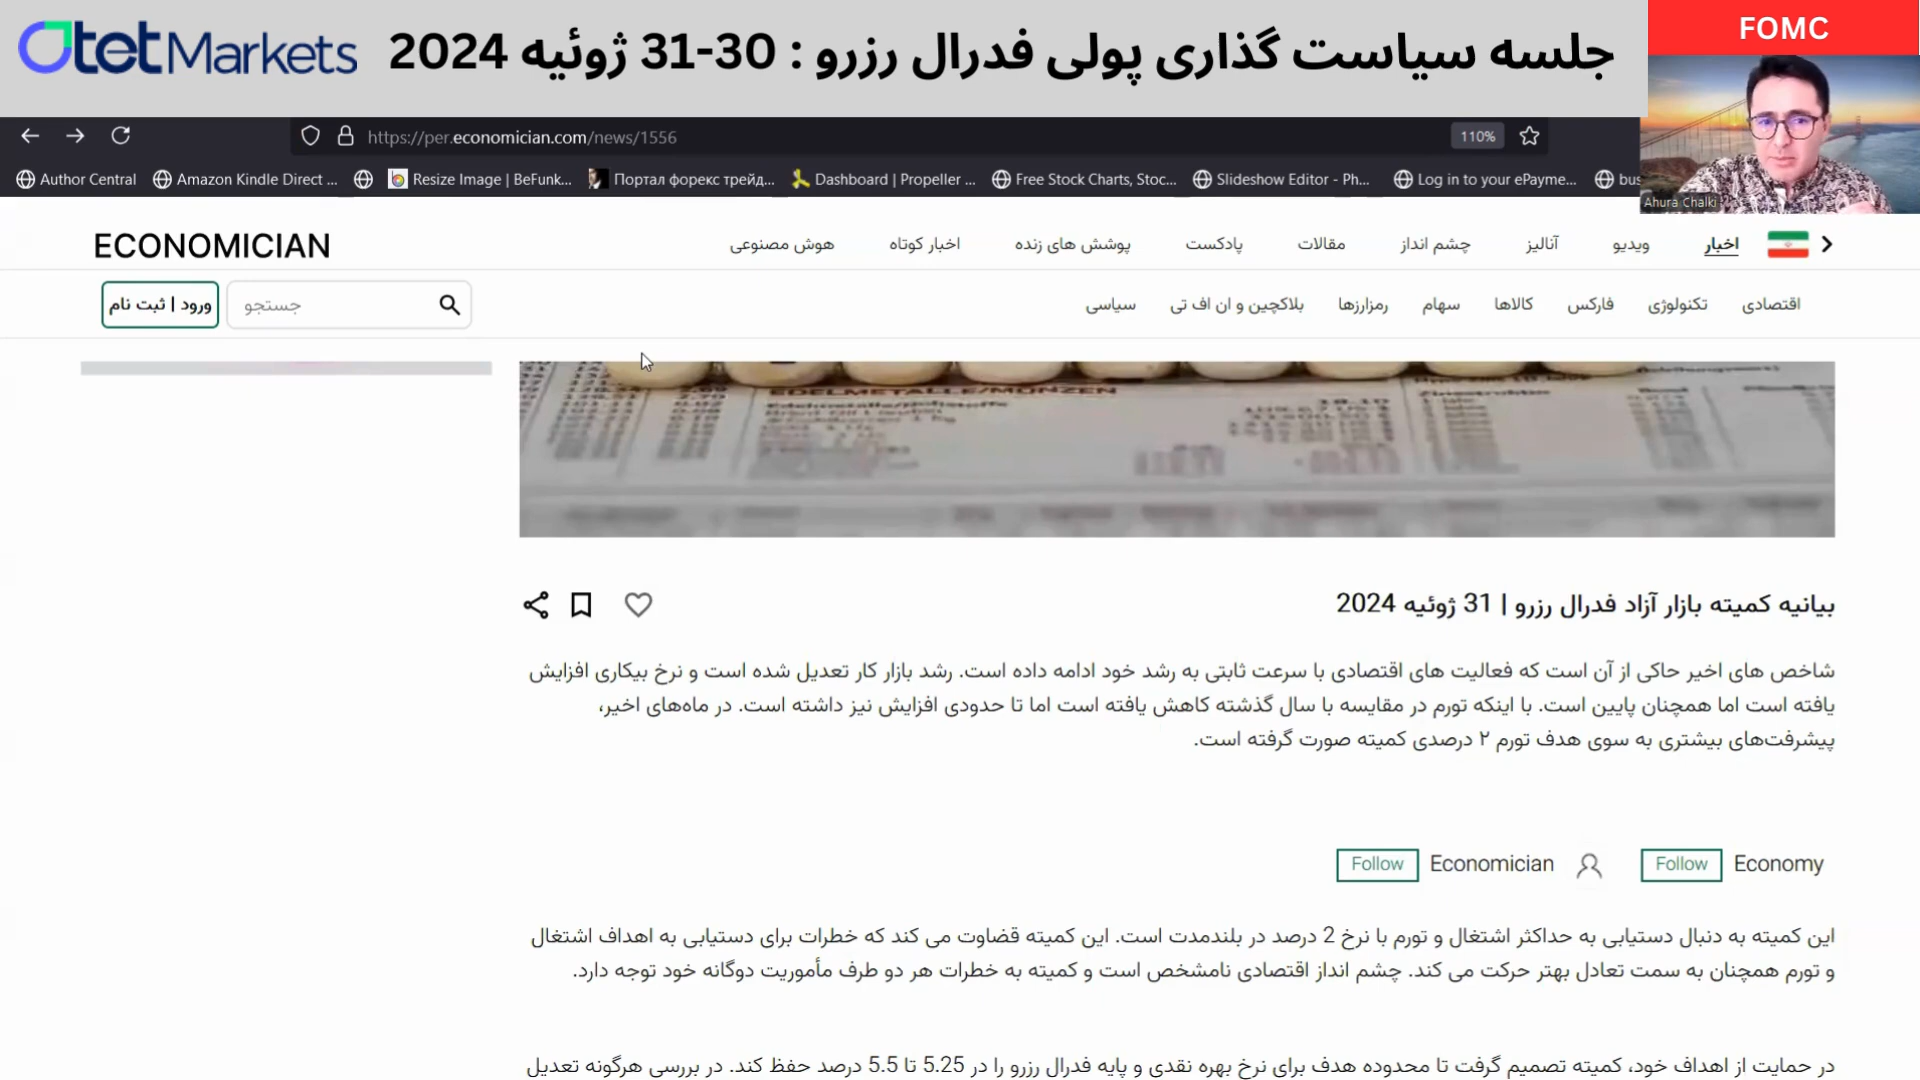 Otet Markets
جلسه سیاست گذاری پولی فدرال رزرو : 30-31 ژوئیه 2024
FOMC
https://per.economician.com/news/1556
110%
Author Central
Amazon Kindle Direct ...
Resize Image | BeFunk...
Портал форекс трейд...
Dashboard | Propeller ...
Free Stock Charts, Stoc...
Slideshow Editor - Ph...
Log in to your ePayme...
bus
Ahura Chalki
ECONOMICIAN
اخبار
ویدیو
آنالیز
چشم انداز
مقالات
پادکست
پوشش های زنده
اخبار کوتاه
هوش مصنوعی
اقتصادی
تکنولوژی
فارکس
کالاها
سهام
رمزارزها
بلاکچین و ان اف تی
سیاسی
جستجو
ورود | ثبت نام
EDELMETALLE/MÜNZEN
بیانیه کمیته بازار آزاد فدرال رزرو | 31 ژوئیه 2024
شاخص های اخیر حاکی از آن است که فعالیت های اقتصادی با سرعت ثابتی به رشد خود ادامه داده است. رشد بازار کار تعدیل شده است و نرخ بیکاری افزایش
یافته است اما همچنان پایین است. با اینکه تورم در مقایسه با سال گذشته کاهش یافته است اما تا حدودی افزایش نیز داشته است. در ماه‌های اخیر،
پیشرفت‌های بیشتری به سوی هدف تورم ۲ درصدی کمیته صورت گرفته است.
Follow Economician
Follow Economy
این کمیته به دنبال دستیابی به حداکثر اشتغال و تورم با نرخ 2 درصد در بلندمدت است. این کمیته قضاوت می کند که خطرات برای دستیابی به اهداف اشتغال
و تورم همچنان به سمت تعادل بهتر حرکت می کند. چشم انداز اقتصادی نامشخص است و کمیته به خطرات هر دو طرف مأموریت دوگانه خود توجه دارد.
در حمایت از اهداف خود، کمیته تصمیم گرفت تا محدوده هدف برای نرخ بهره نقدی و پایه فدرال رزرو را در 5.25 تا 5.5 درصد حفظ کند. در بررسی هرگونه تعدیل